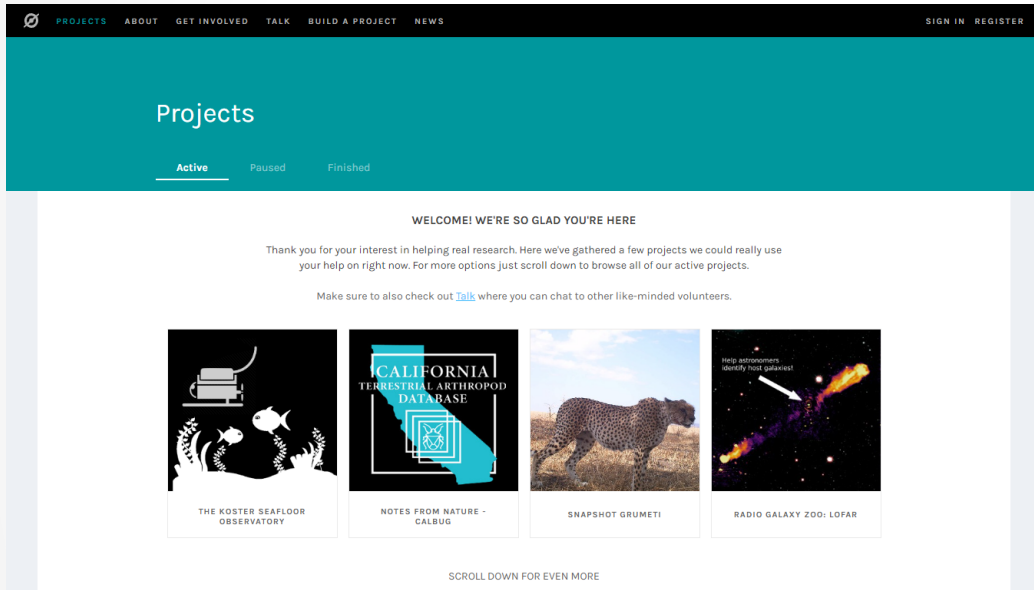 PROJECTS ABOUT GET INVOLVED TALK BUILD A PROJECT NEWS SIGN IN REGISTER
Projects
Active Paused Finished
WELCOME! WE'RE SO GLAD YOU'RE HERE
Thank you for your interest in helping real research. Here we've gathered a few projects we could really use
your help on right now. For more options just scroll down to browse all of our active projects.
Make sure to also check out Talk where you can chat to other like-minded volunteers.
CALIFORNIA
TERRESTRIAL ARTHROPOD
DATABASE
Help astronomers
identify host galaxies!
THE KOSTER SEAFLOOR
OBSERVATORY
NOTES FROM NATURE -
CALBUG
SNAPSHOT GRUMETI
RADIO GALAXY ZOO: LOFAR
SCROLL DOWN FOR EVEN MORE